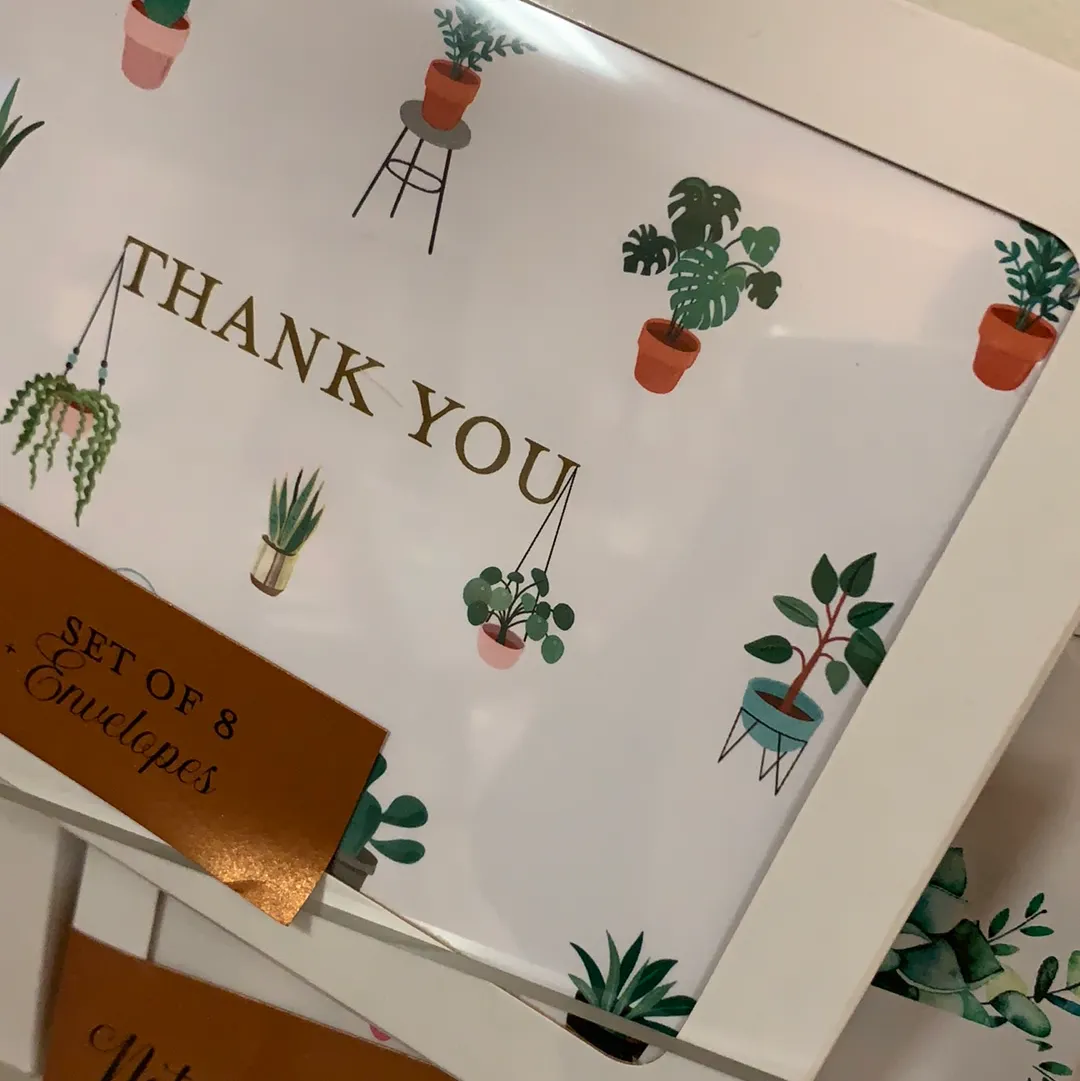 THANK YOU
SET OF 8
+ Envelopes